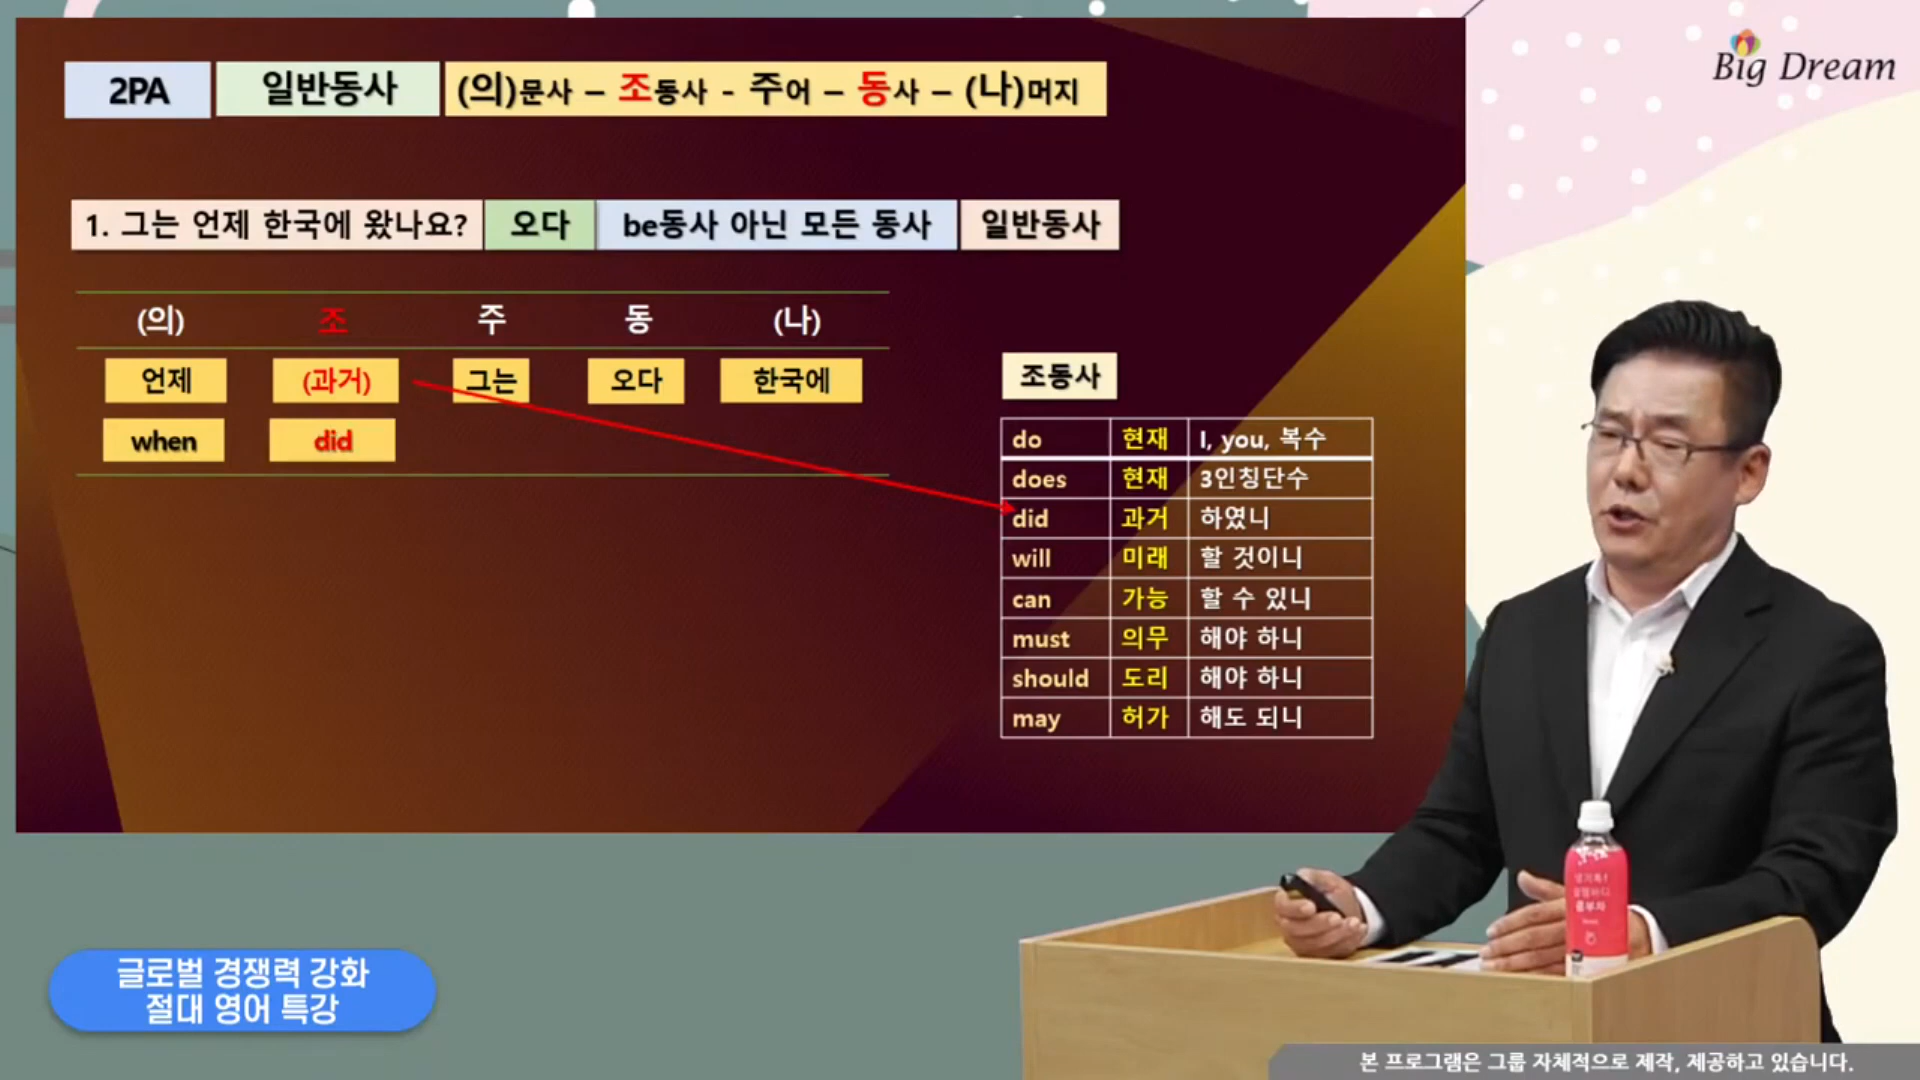 Big Dream
2PA 일반동사 (의)문사 – 조동사 - 주어 – 동사 – (나)머지
1. 그는 언제 한국에 왔나요? 오다 be동사 아닌 모든 동사 일반동사
(의) 조 주 동 (나)
언제 (과거) 그는 오다 한국에
when did
조동사
do 현재 I, you, 복수
does 현재 3인칭단수
did 과거 하였니
will 미래 할 것이니
can 가능 할 수 있니
must 의무 해야 하니
should 도리 해야 하니
may 허가 해도 되니
글로벌 경쟁력 강화
절대 영어 특강
본 프로그램은 그룹 자체적으로 제작, 제공하고 있습니다.